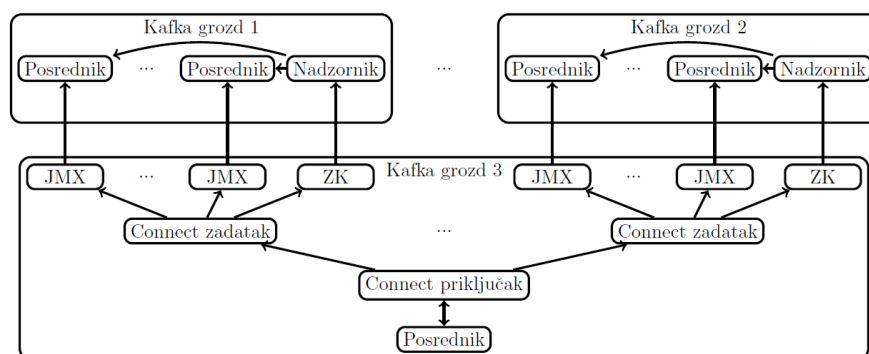 Kafka grozd 1
Kafka grozd 2
Posrednik ... Posrednik Nadzornik ... Posrednik ... Posrednik Nadzornik
Kafka grozd 3
JMX ... JMX ZK JMX ... JMX ZK
Connect zadatak ... Connect zadatak
Connect priključak
Posrednik